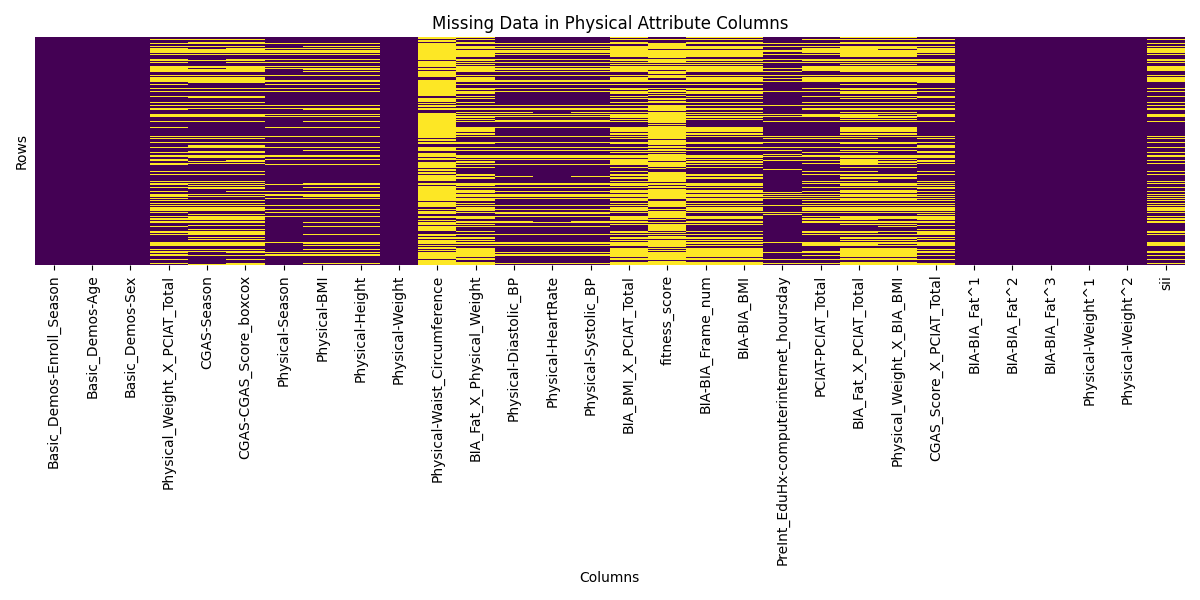 Missing Data in Physical Attribute Columns
Rows
Basic_Demos-Enroll_Season
Basic_Demos-Age
Basic_Demos-Sex
Physical_Weight_X_PCIAT_Total
CGAS-Season
CGAS-CGAS_Score_boxcox
Physical-Season
Physical-BMI
Physical-Height
Physical-Weight
Physical-Waist_Circumference
BIA_Fat_X_Physical_Weight
Physical-Diastolic_BP
Physical-HeartRate
Physical-Systolic_BP
BIA_BMI_X_PCIAT_Total
fitness_score
BIA-BIA_Frame_num
BIA-BIA_BMI
PreInt_EduHx-computerinternet_hoursday
PCIAT-PCIAT_Total
BIA_Fat_X_PCIAT_Total
Physical_Weight_X_BIA_BMI
CGAS_Score_X_PCIAT_Total
BIA-BIA_Fat^1
BIA-BIA_Fat^2
BIA-BIA_Fat^3
Physical-Weight^1
Physical-Weight^2
sii
Columns